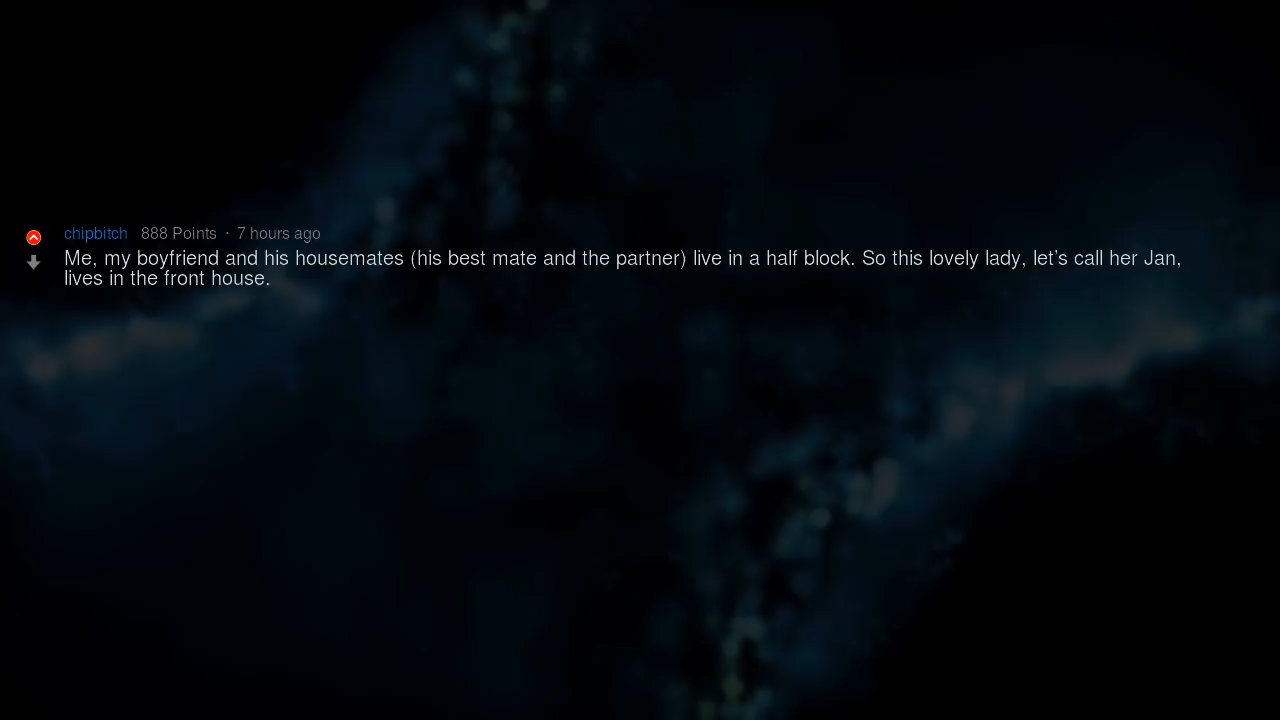 chipbitch 888 Points · 7 hours ago
Me, my boyfriend and his housemates (his best mate and the partner) live in a half block. So this lovely lady, let's call her Jan,
lives in the front house.